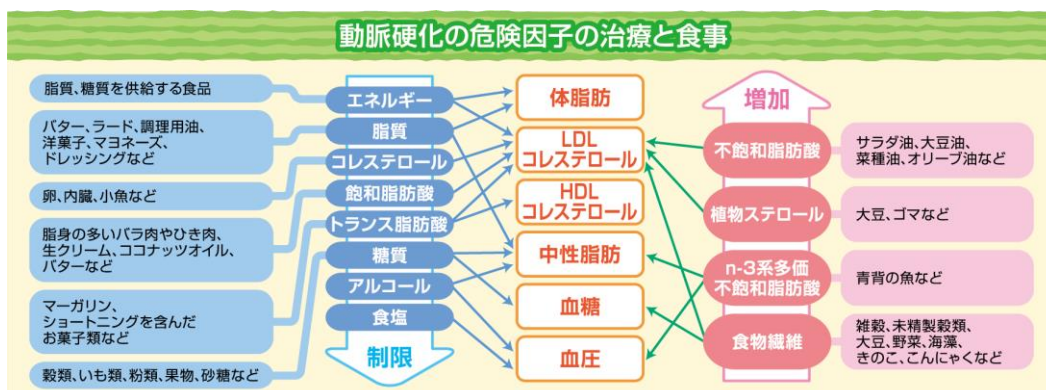 動脈硬化の危険因子の治療と食事
脂質、糖質を供給する食品
バター、ラード、調理用油、
洋菓子、マヨネーズ、
ドレッシングなど
卵、内臓、小魚など
脂身の多いバラ肉やひき肉、
生クリーム、ココナッツオイル、
バターなど
マーガリン、
ショートニングを含んだ
お菓子類など
穀類、いも類、粉類、果物、砂糖など
エネルギー
脂質
コレステロール
飽和脂肪酸
トランス脂肪酸
糖質
アルコール
食塩
制限
体脂肪
LDL
コレステロール
HDL
コレステロール
中性脂肪
血糖
血圧
増加
不飽和脂肪酸
植物ステロール
n-3系多価
不飽和脂肪酸
食物繊維
サラダ油、大豆油、
菜種油、オリーブ油など
大豆、ゴマなど
青背の魚など
雑穀、未精製穀類、
大豆、野菜、海藻、
きのこ、こんにゃくなど